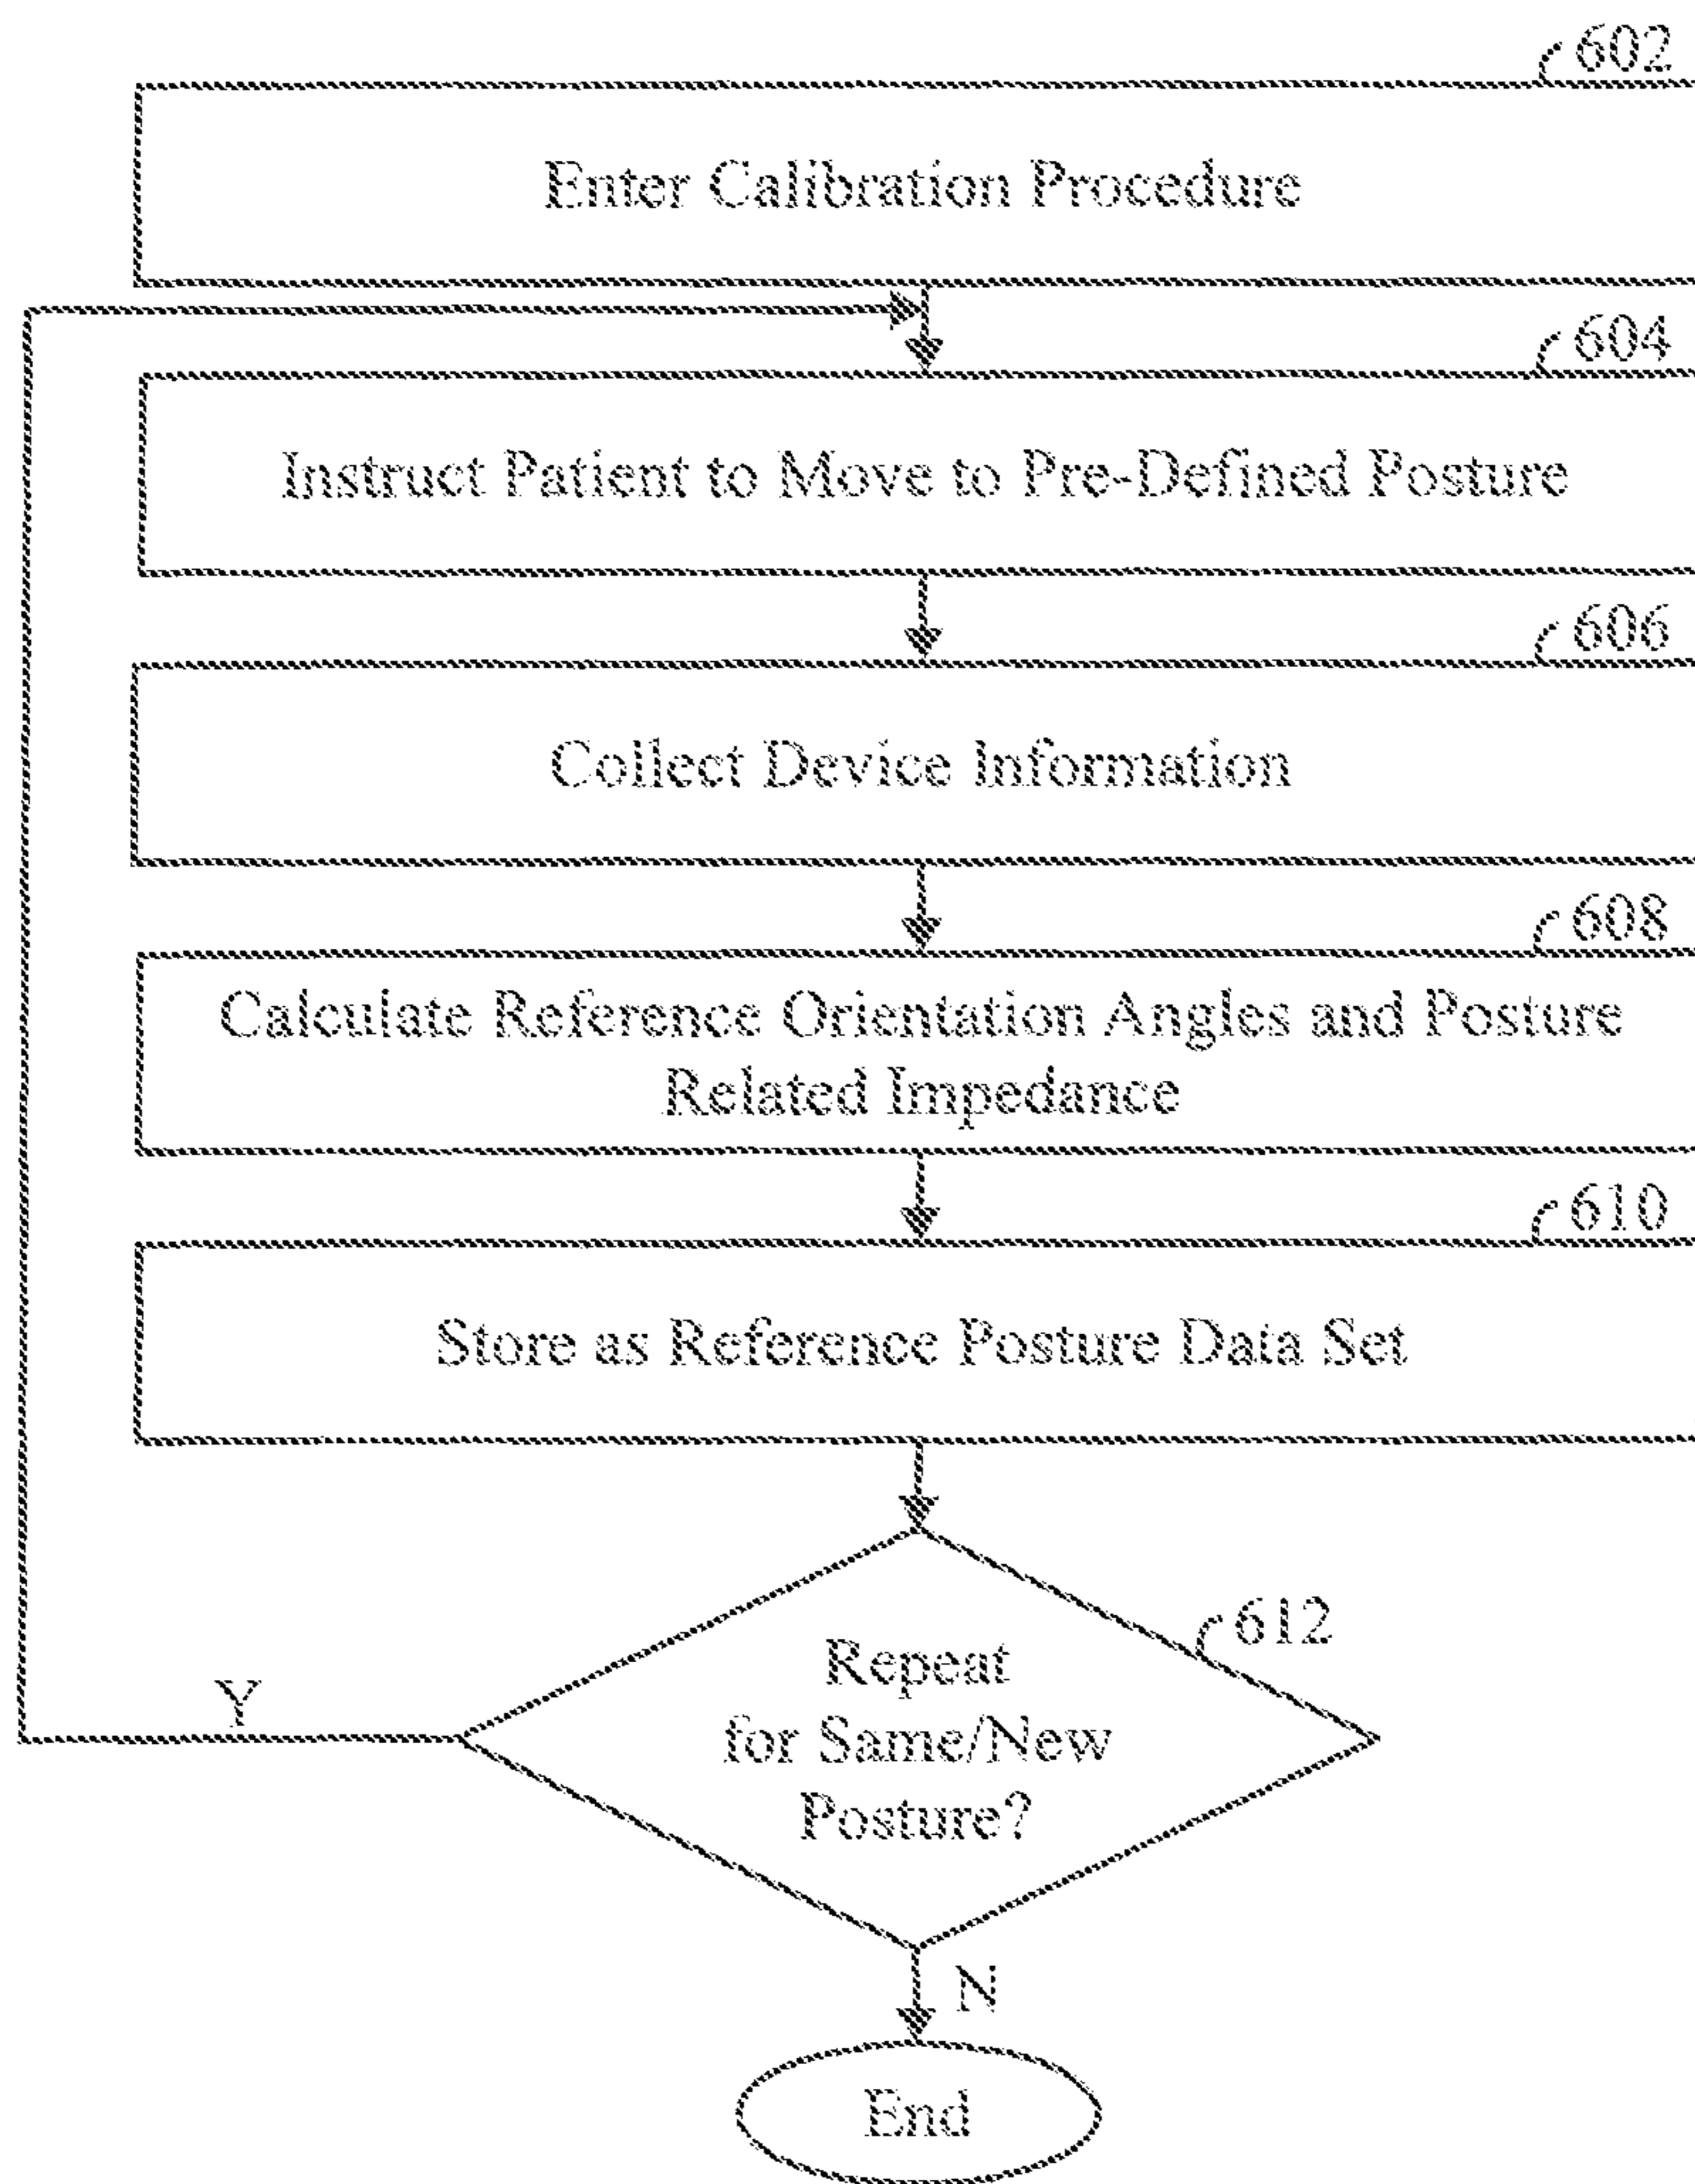 602
Enter Calibration Procedure
604
Instruct Patient to Move to Pre-Defined Posture
606
Collect Device Information
608
Calculate Reference Orientation Angles and Posture
Related Impedance
610
Store as Reference Posture Data Set
612
Repeat
for Same/New
Posture?
Y
N
End